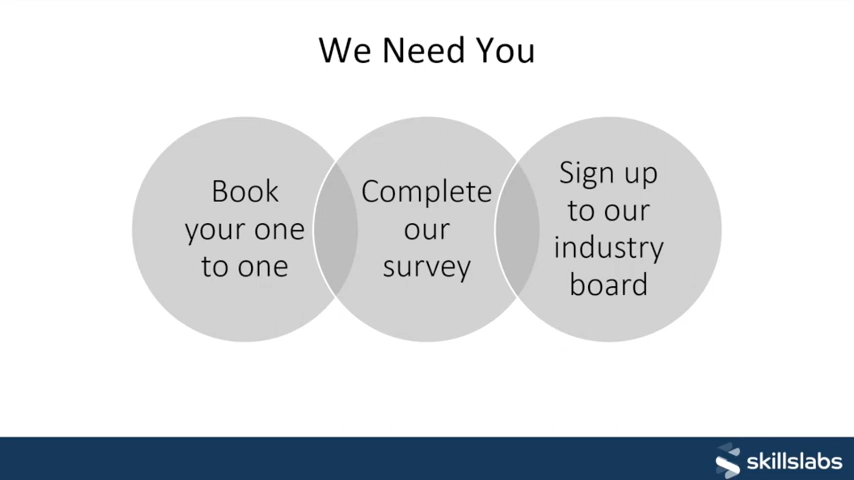 We Need You
Book
your one
to one
Complete
our
survey
Sign up
to our
industry
board
skillslabs